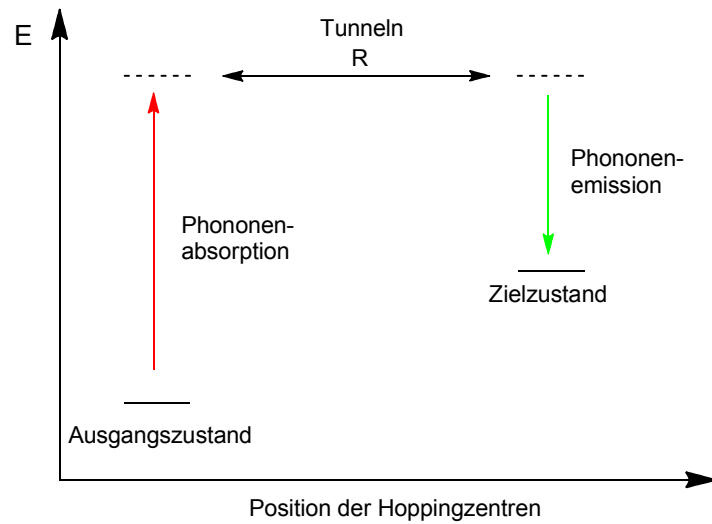 E
Tunneln
R
Phononen-
emission
Phononen-
absorption
Zielzustand
Ausgangszustand
Position der Hoppingzentren